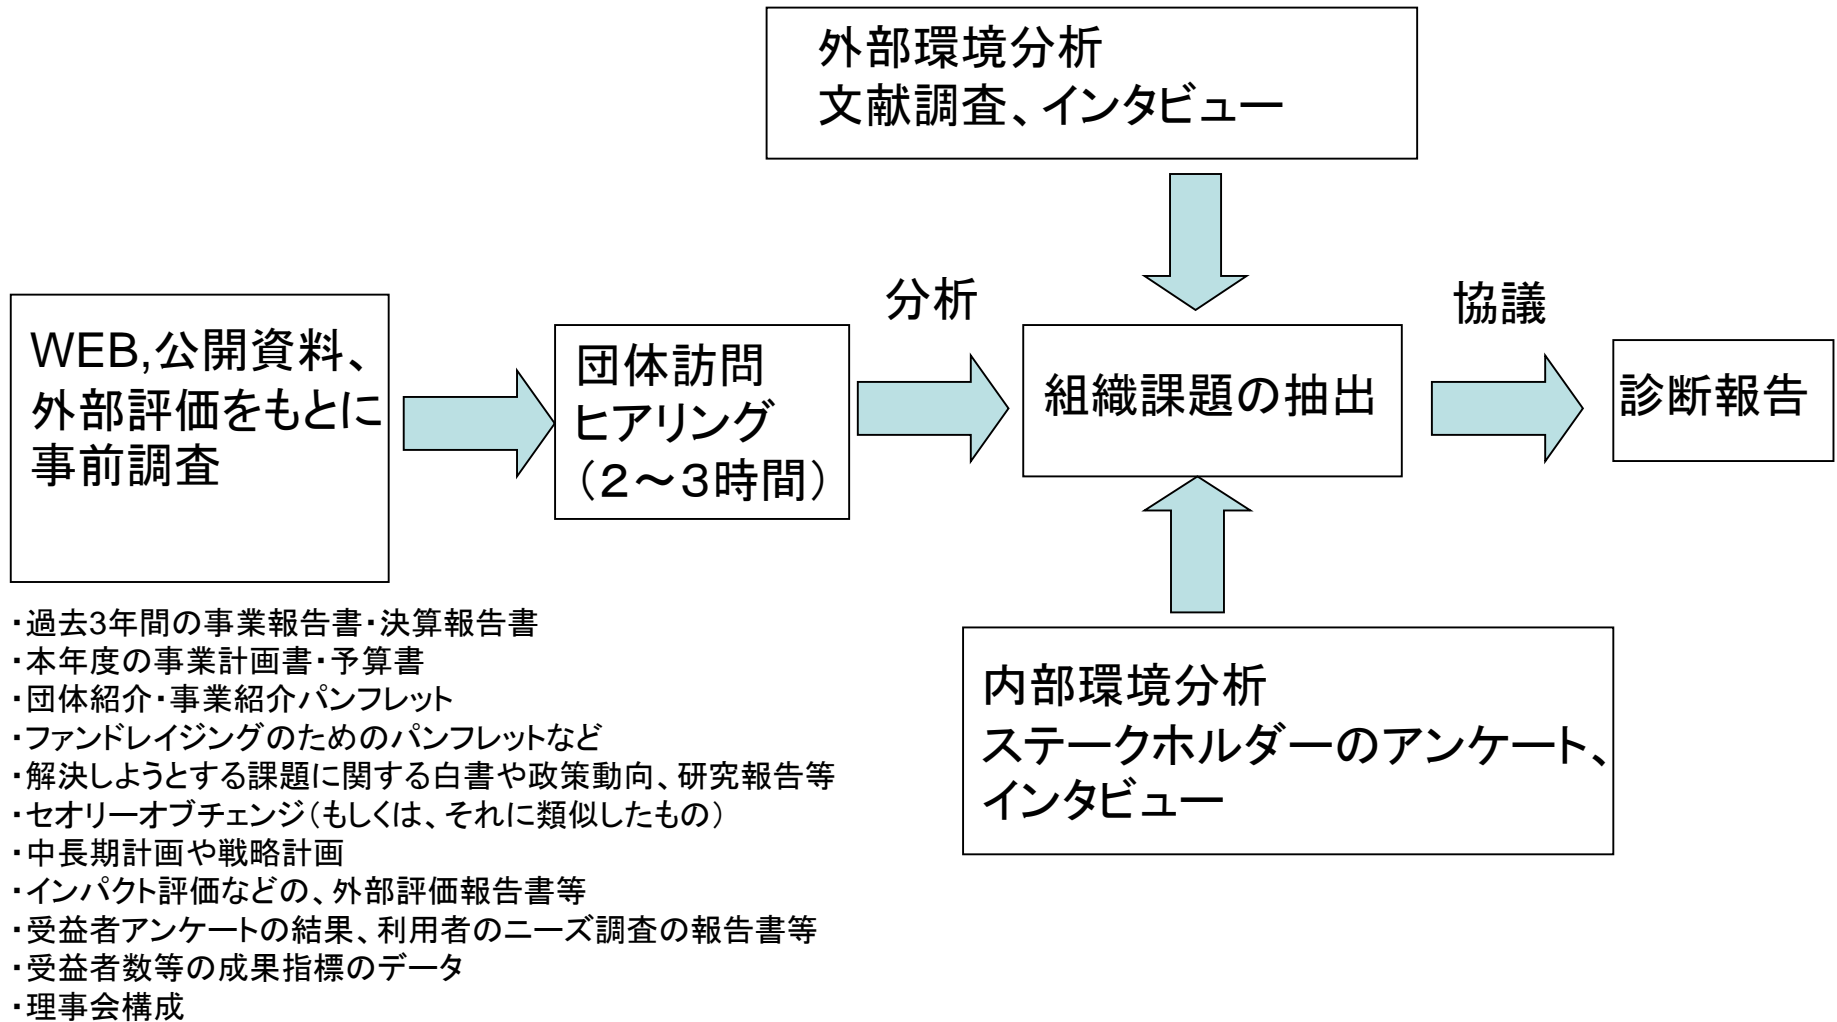 外部環境分析
文献調査、インタビュー
WEB,公開資料、
外部評価をもとに
事前調査
団体訪問
ヒアリング
（２～３時間）
分析
組織課題の抽出
協議
診断報告
内部環境分析
ステークホルダーのアンケート、
インタビュー
・過去3年間の事業報告書・決算報告書
・本年度の事業計画書・予算書
・団体紹介・事業紹介パンフレット
・ファンドレイジングのためのパンフレットなど
・解決しようとする課題に関する白書や政策動向、研究報告等
・セオリーオブチェンジ（もしくは、それに類似したもの）
・中長期計画や戦略計画
・インパクト評価などの、外部評価報告書等
・受益者アンケートの結果、利用者のニーズ調査の報告書等
・受益者数等の成果指標のデータ
・理事会構成